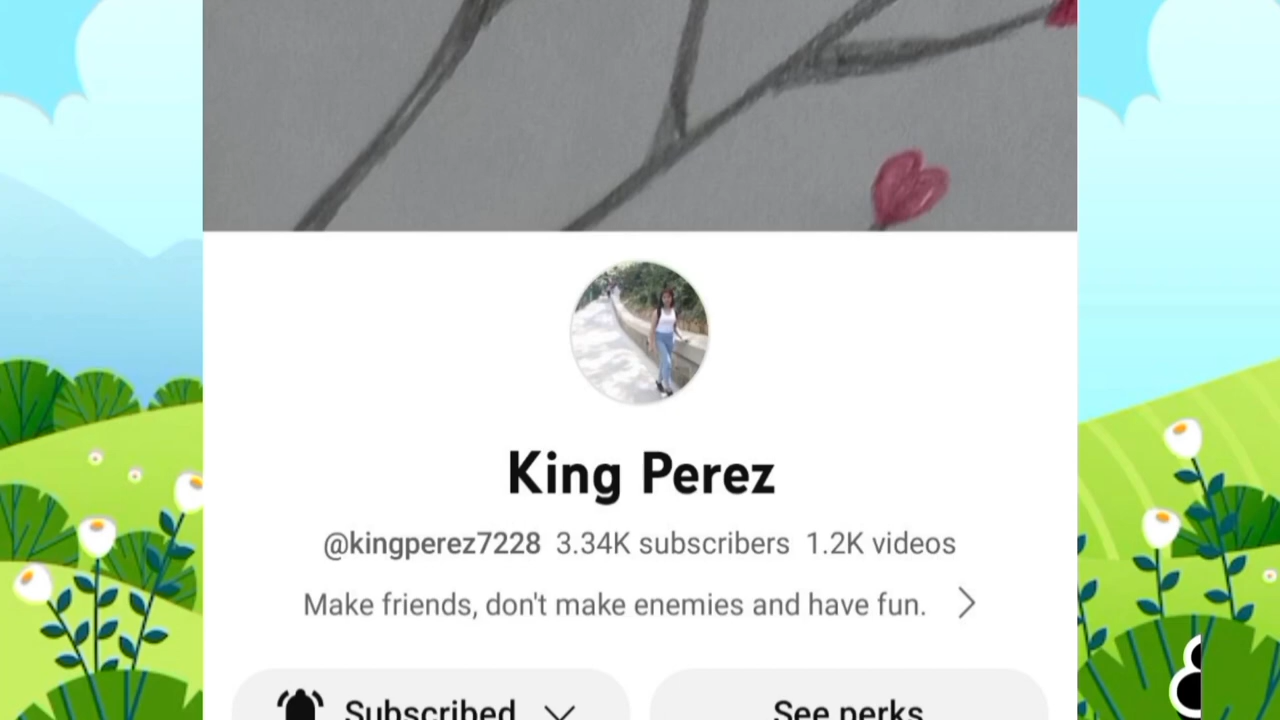 King Perez
@kingperez7228 3.34K subscribers 1.2K videos
Make friends, don't make enemies and have fun.
Subscribed
See perks